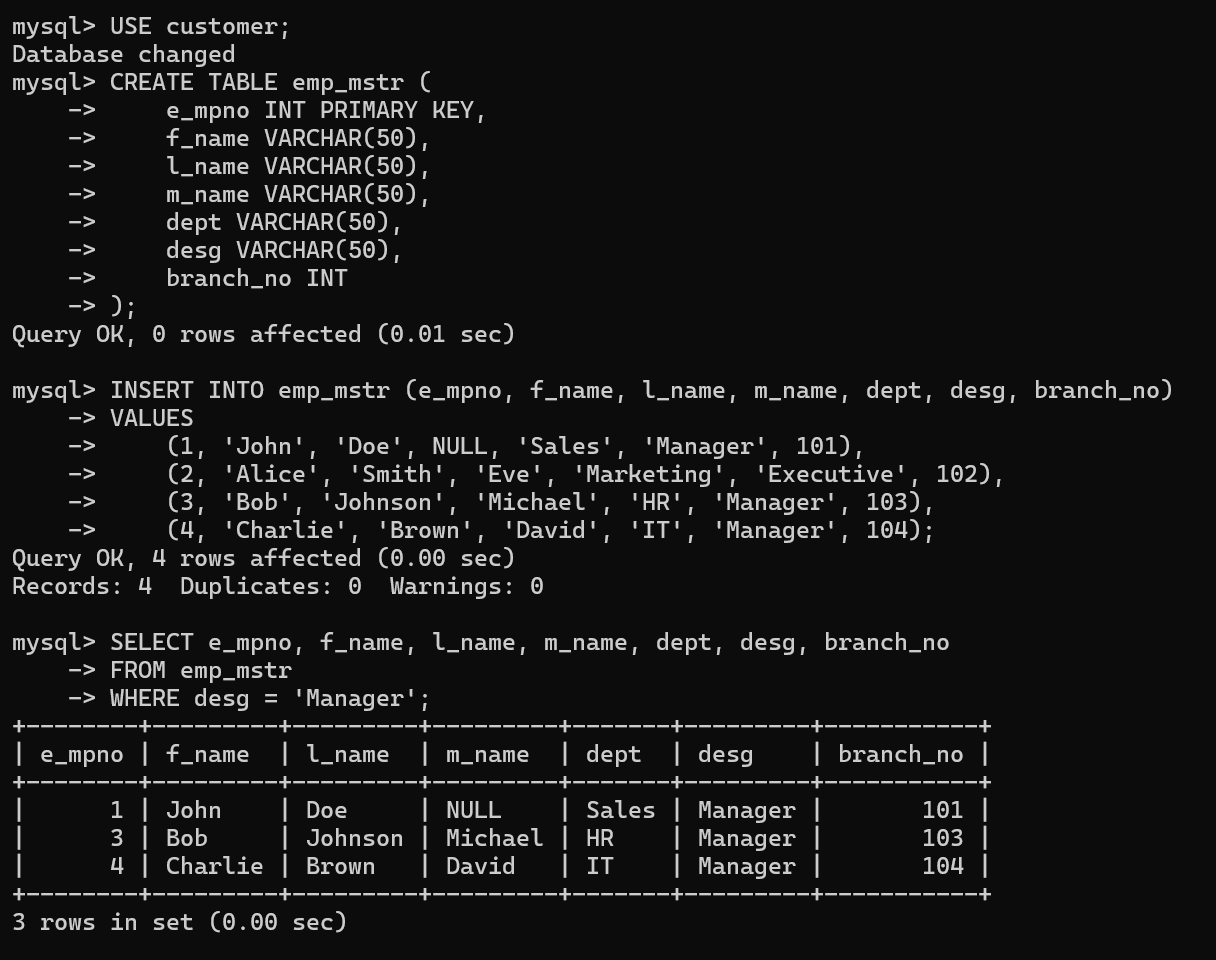 mysql> USE customer;
Database changed
mysql> CREATE TABLE emp_mstr (
    ->     e_mpno INT PRIMARY KEY,
    ->     f_name VARCHAR(50),
    ->     l_name VARCHAR(50),
    ->     m_name VARCHAR(50),
    ->     dept VARCHAR(50),
    ->     desg VARCHAR(50),
    ->     branch_no INT
    -> );
Query OK, 0 rows affected (0.01 sec)

mysql> INSERT INTO emp_mstr (e_mpno, f_name, l_name, m_name, dept, desg, branch_no)
    -> VALUES
    ->     (1, 'John', 'Doe', NULL, 'Sales', 'Manager', 101),
    ->     (2, 'Alice', 'Smith', 'Eve', 'Marketing', 'Executive', 102),
    ->     (3, 'Bob', 'Johnson', 'Michael', 'HR', 'Manager', 103),
    ->     (4, 'Charlie', 'Brown', 'David', 'IT', 'Manager', 104);
Query OK, 4 rows affected (0.00 sec)
Records: 4  Duplicates: 0  Warnings: 0

mysql> SELECT e_mpno, f_name, l_name, m_name, dept, desg, branch_no
    -> FROM emp_mstr
    -> WHERE desg = 'Manager';
+--------+---------+---------+---------+-------+---------+-----------+
| e_mpno | f_name  | l_name  | m_name  | dept  | desg    | branch_no |
+--------+---------+---------+---------+-------+---------+-----------+
|      1 | John    | Doe     | NULL    | Sales | Manager |       101 |
|      3 | Bob     | Johnson | Michael | HR    | Manager |       103 |
|      4 | Charlie | Brown   | David   | IT    | Manager |       104 |
+--------+---------+---------+---------+-------+---------+-----------+
3 rows in set (0.00 sec)